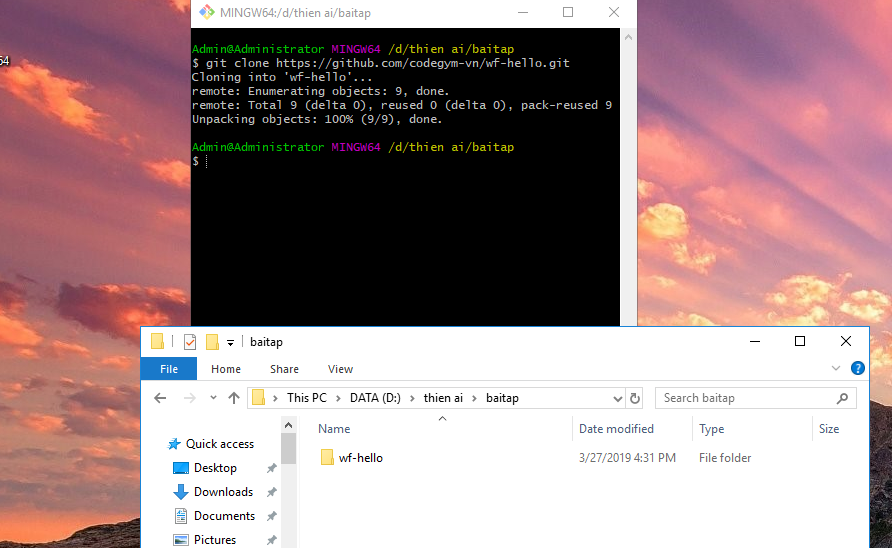 MINGW64:/d/thien ai/baitap
Admin@Administrator MINGW64 /d/thien ai/baitap
$ git clone https://github.com/codegym-vn/wf-hello.git
Cloning into 'wf-hello'...
remote: Enumerating objects: 9, done.
remote: Total 9 (delta 0), reused 0 (delta 0), pack-reused 9
Unpacking objects: 100% (9/9), done.
Admin@Administrator MINGW64 /d/thien ai/baitap
$
64
baitap
File Home Share View
This PC > DATA (D:) > thien ai > baitap
Search baitap
Name Date modified Type Size
Quick access
wf-hello 3/27/2019 4:31 PM File folder
Desktop
Downloads
Documents
Pictures